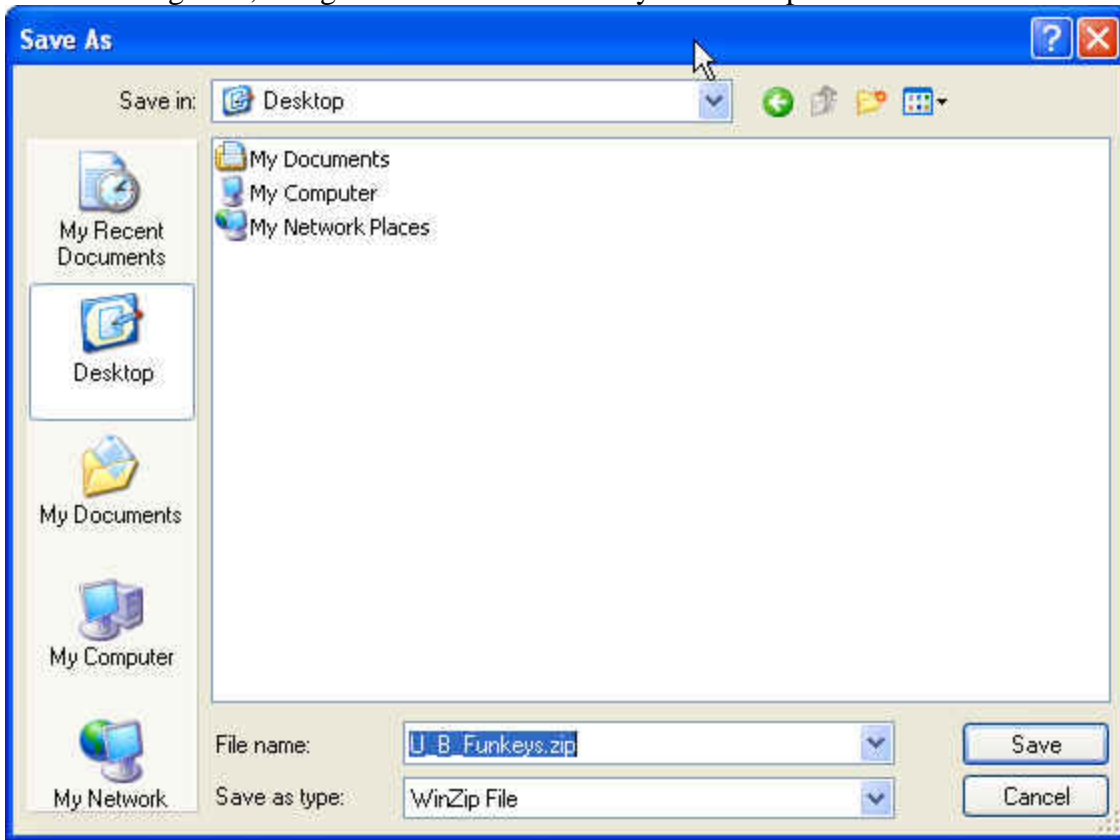 Save As
Save in:
Desktop
My Documents
My Computer
My Network Places
My Recent
Documents
Desktop
My Documents
My Computer
My Network
File name:
U_B_Funkeys.zip
Save
Save as type:
WinZip File
Cancel